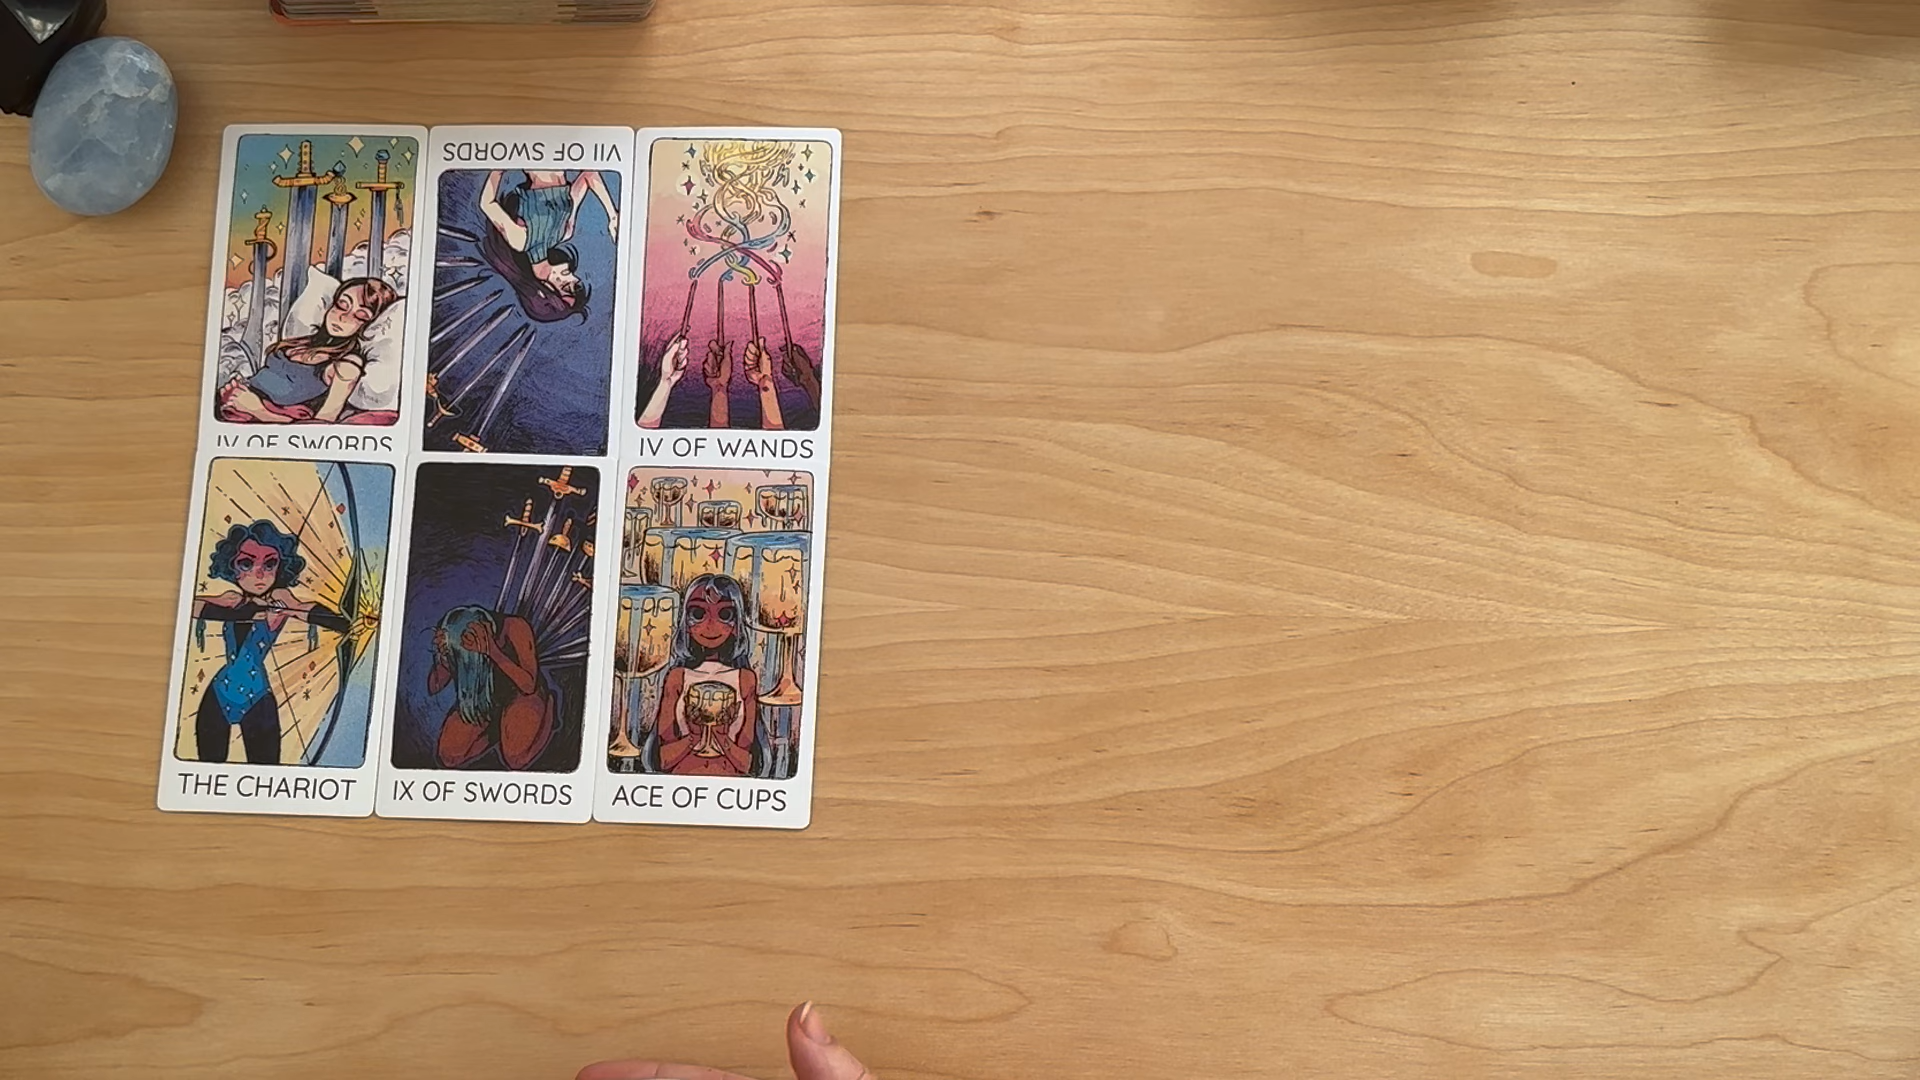 IV OF SWORDS
VII OF SWORDS
IV OF WANDS
THE CHARIOT
IX OF SWORDS
ACE OF CUPS